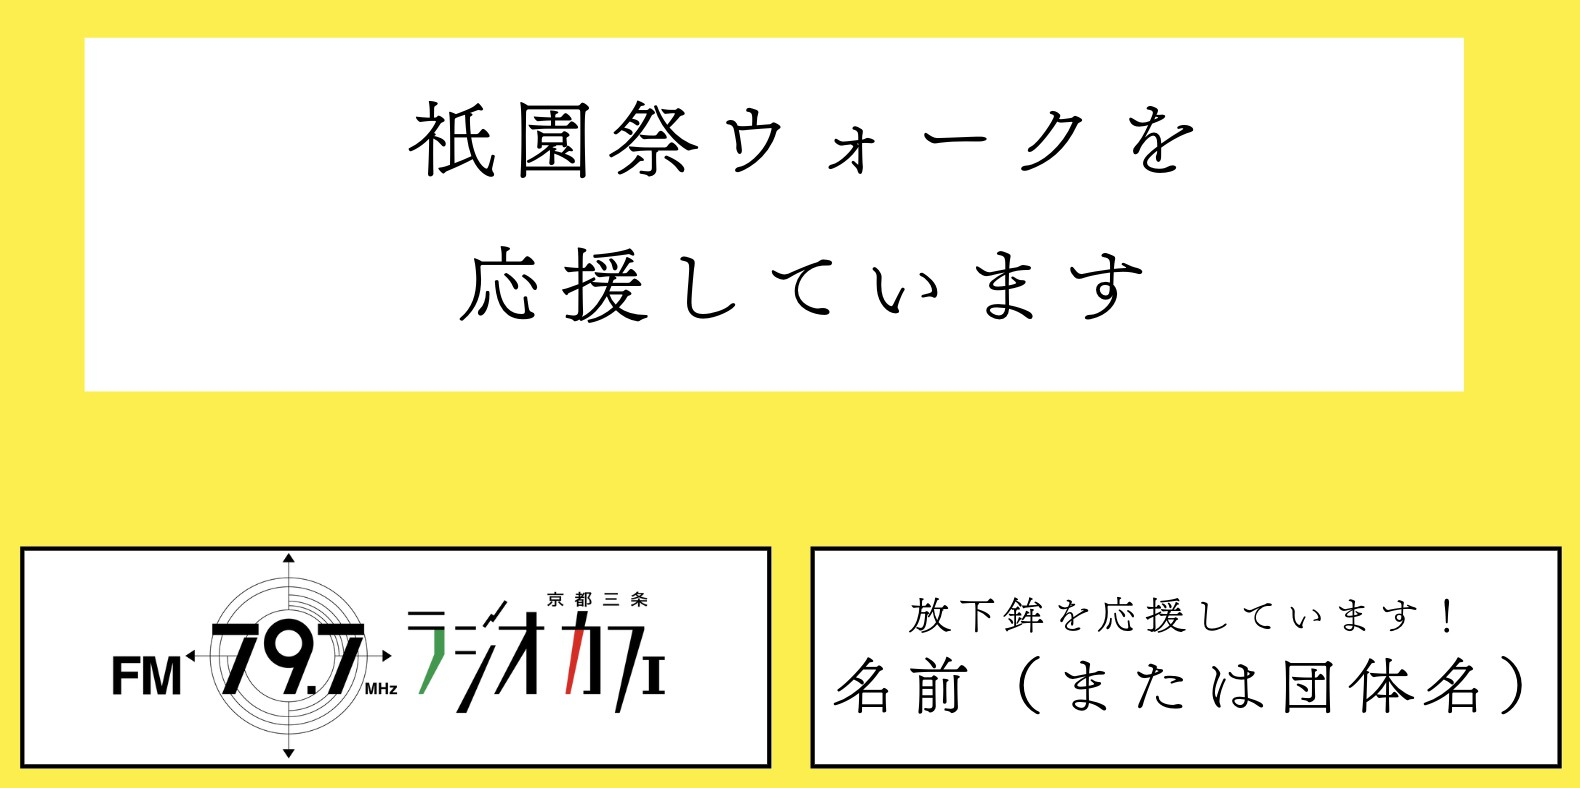 祇園祭ウォークを
応援しています
FM 79.7 MHz
京都三条
ラジオカフェ
放下鉾を応援しています！
名前（または団体名）